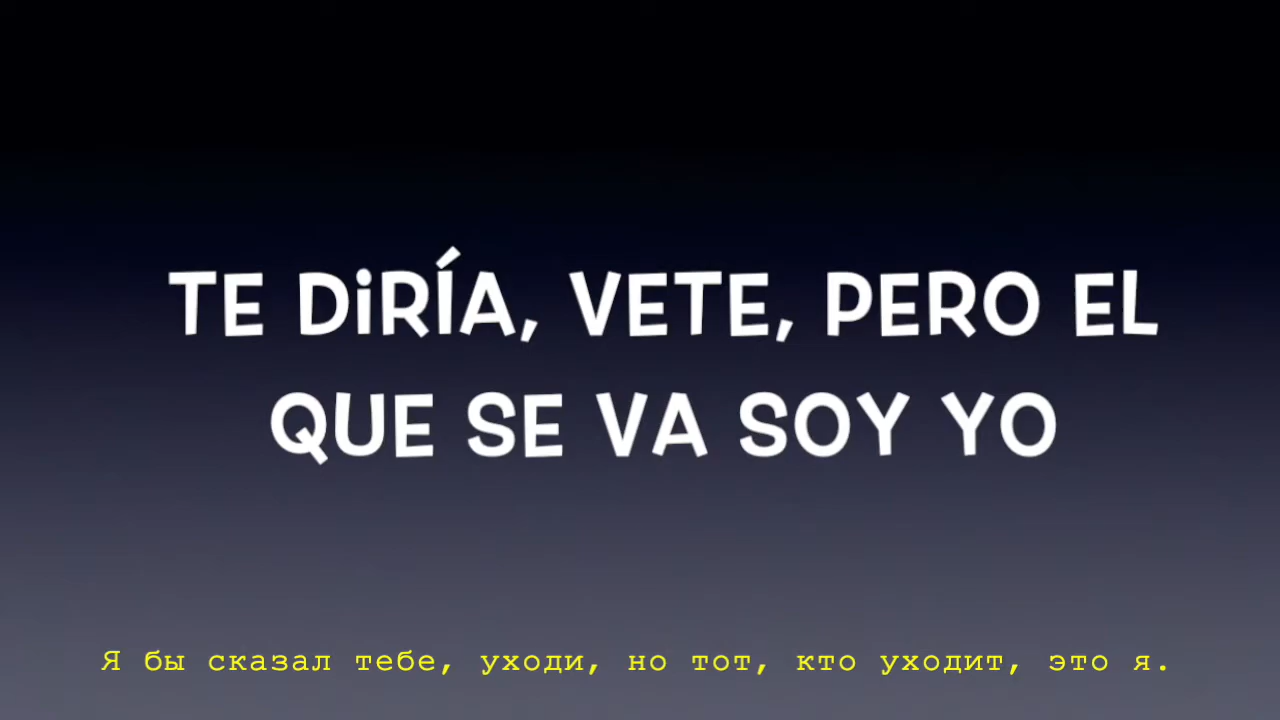 TE DIRÍA, VETE, PERO EL
QUE SE VA SOY YO
Я бы сказал тебе, уходи, но тот, кто уходит, это я.